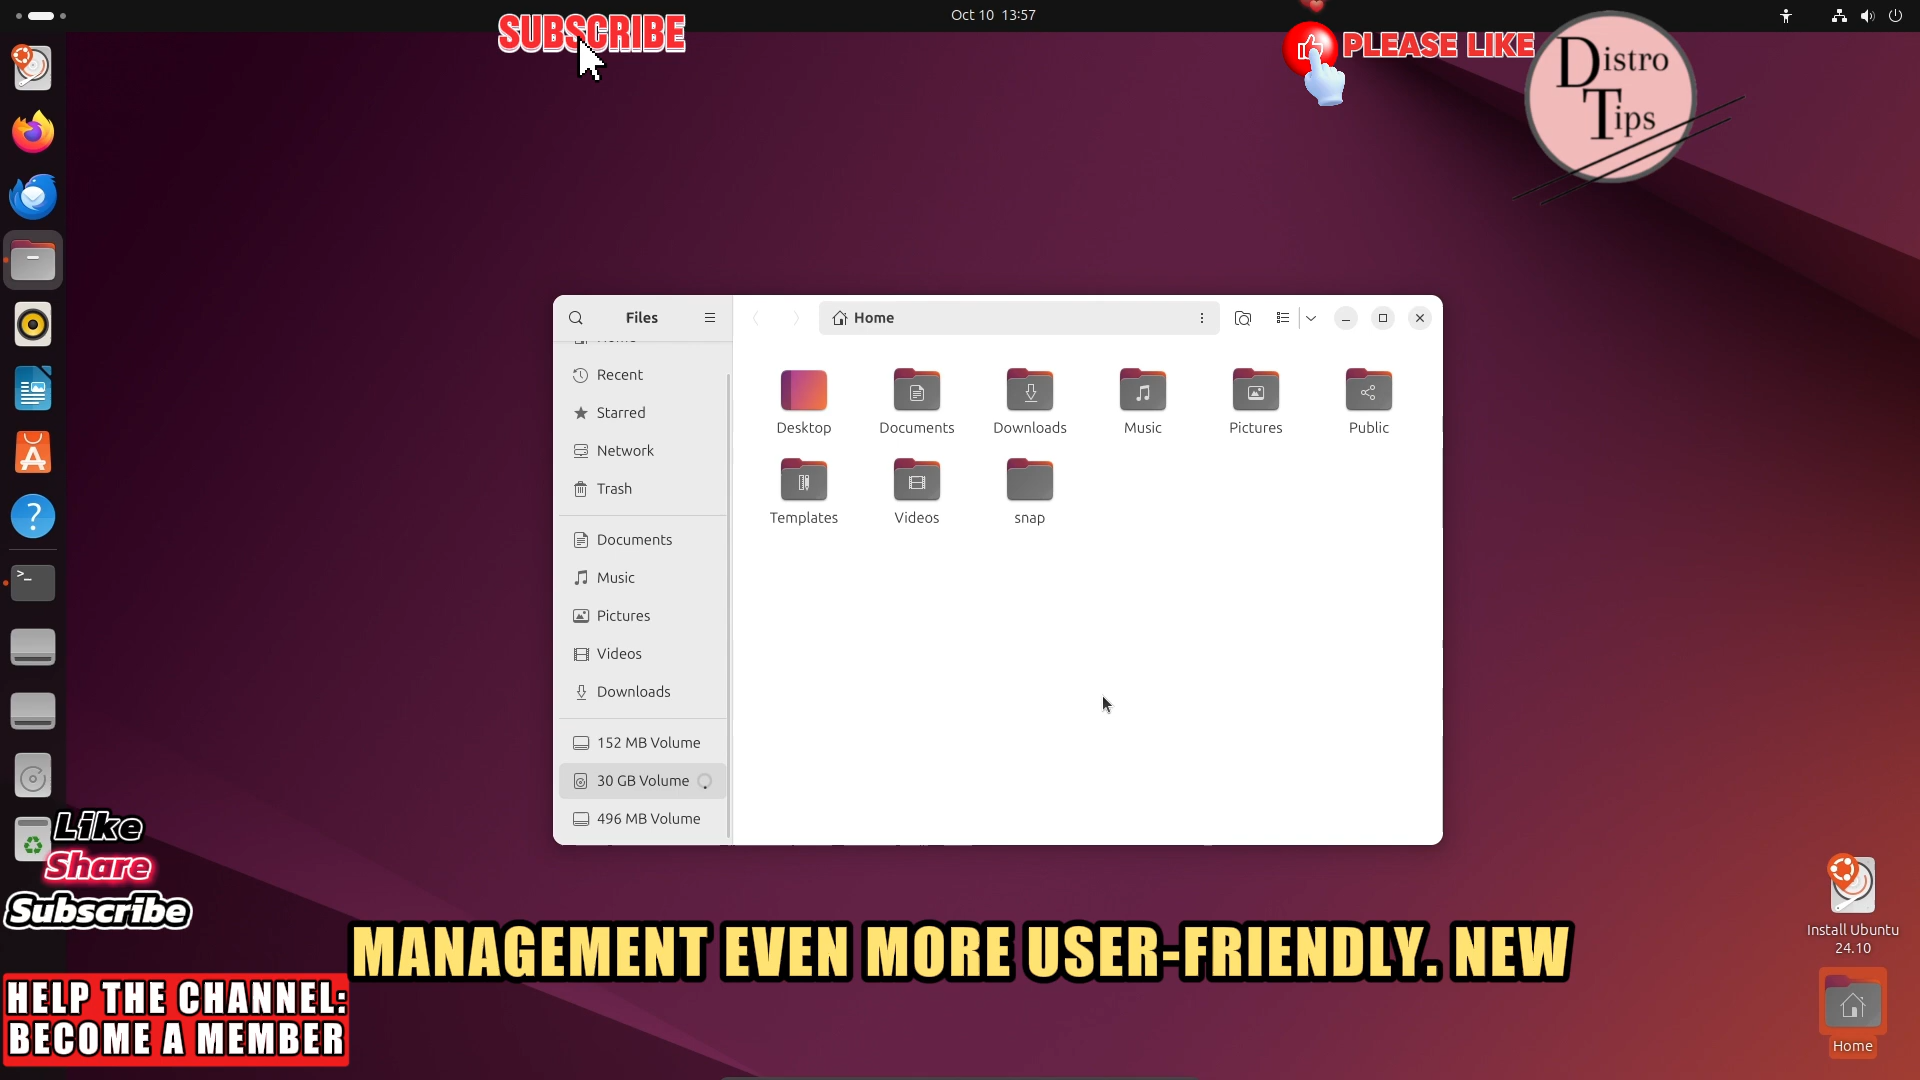 Oct 10 13:57
SUBSCRIBE
PLEASE LIKE
Distro
Tips
Files
Home
Home
Recent
Starred
Network
Trash
Documents
Music
Pictures
Videos
Downloads
152 MB Volume
30 GB Volume
496 MB Volume
Desktop
Documents
Downloads
Music
Pictures
Public
Templates
Videos
snap
Like
Share
Subscribe
MANAGEMENT EVEN MORE USER-FRIENDLY. NEW
HELP THE CHANNEL:
BECOME A MEMBER
Install Ubuntu
24.10
Home